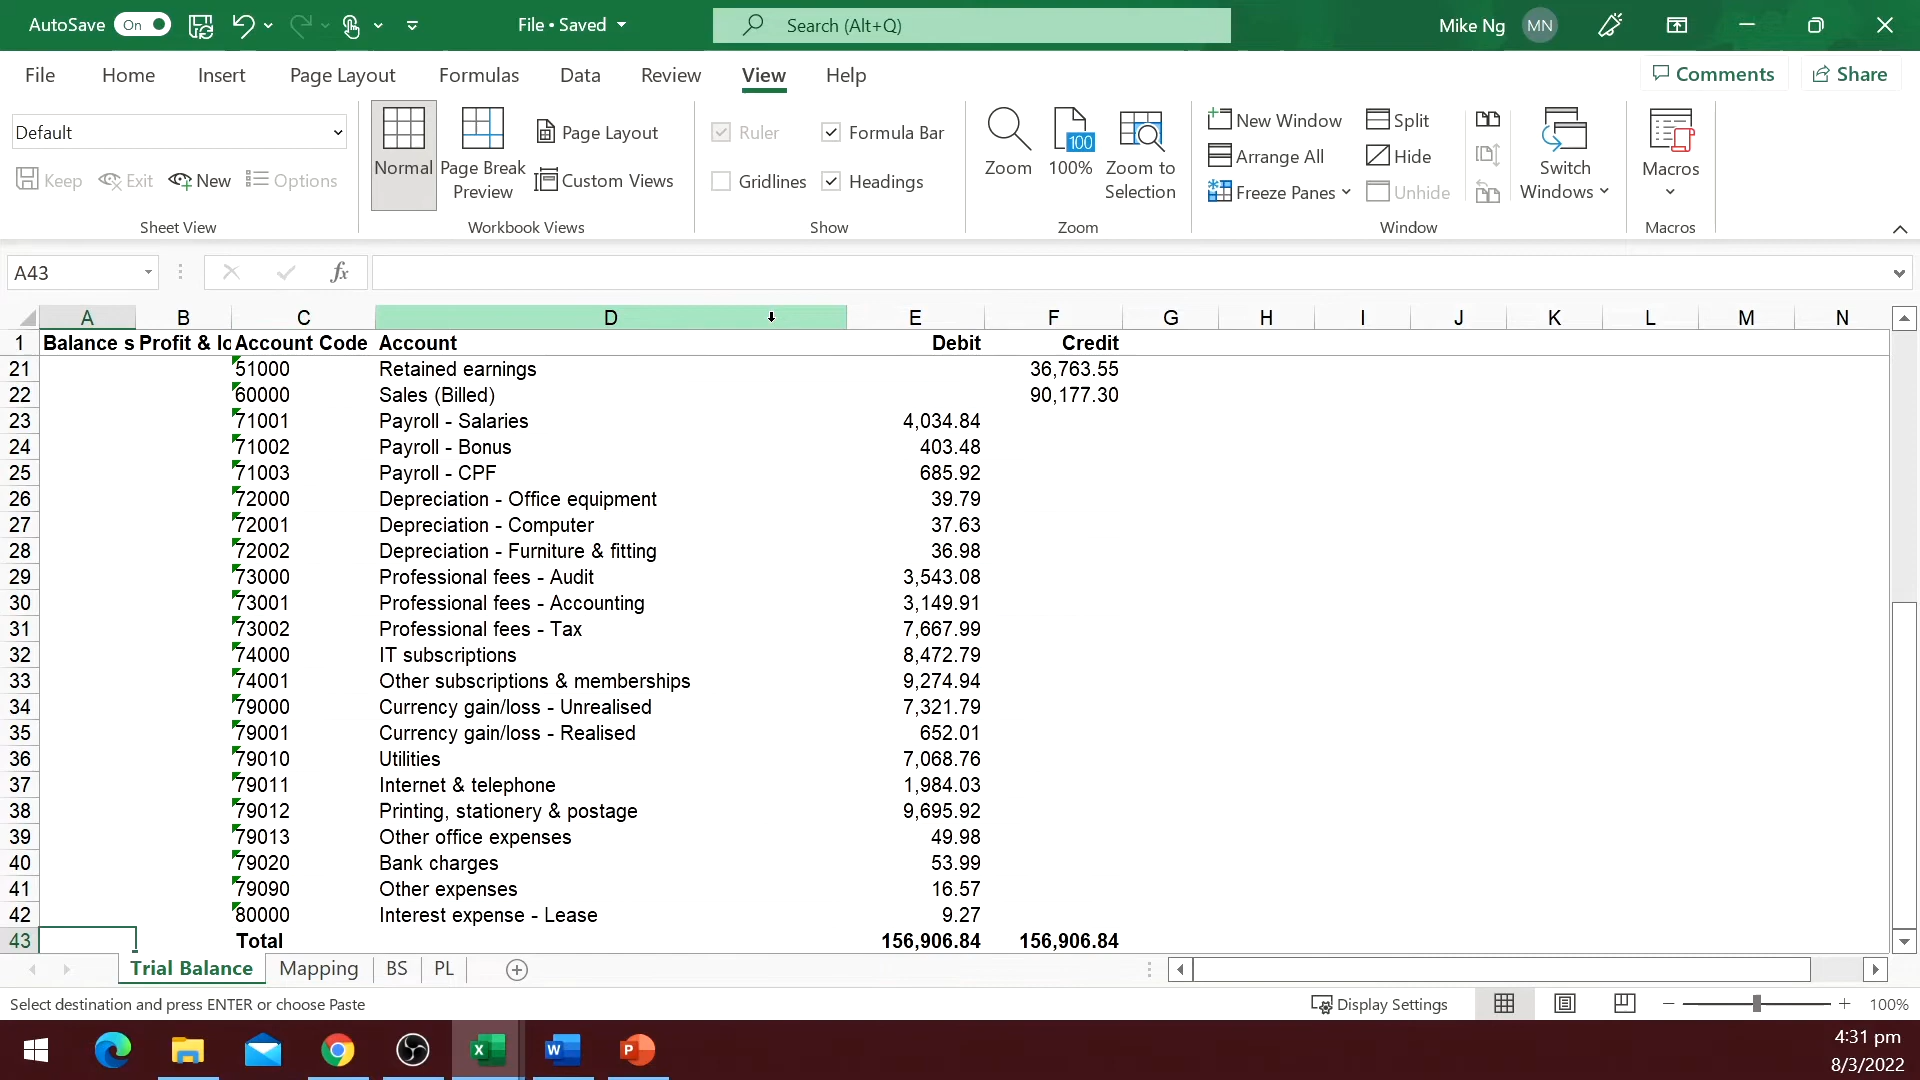 AutoSave On File • Saved Search (Alt+Q) Mike Ng MN
File Home Insert Page Layout Formulas Data Review View Help Comments Share
Default
Keep Exit New Options
Sheet View
Normal
Page Break Preview
Page Layout
Custom Views
Workbook Views
Ruler Formula Bar
Gridlines Headings
Show
Zoom 100% Zoom to Selection
100
Zoom
New Window Split
Arrange All Hide
Freeze Panes Unhide
Switch Windows
Window
Macros
Macros
A43 fx
A B C D E F G H I J K L M N
1 Balance s Profit & lo Account Code Account Debit Credit
21 51000 Retained earnings 36,763.55
22 60000 Sales (Billed) 90,177.30
23 71001 Payroll - Salaries 4,034.84
24 71002 Payroll - Bonus 403.48
25 71003 Payroll - CPF 685.92
26 72000 Depreciation - Office equipment 39.79
27 72001 Depreciation - Computer 37.63
28 72002 Depreciation - Furniture & fitting 36.98
29 73000 Professional fees - Audit 3,543.08
30 73001 Professional fees - Accounting 3,149.91
31 73002 Professional fees - Tax 7,667.99
32 74000 IT subscriptions 8,472.79
33 74001 Other subscriptions & memberships 9,274.94
34 79000 Currency gain/loss - Unrealised 7,321.79
35 79001 Currency gain/loss - Realised 652.01
36 79010 Utilities 7,068.76
37 79011 Internet & telephone 1,984.03
38 79012 Printing, stationery & postage 9,695.92
39 79013 Other office expenses 49.98
40 79020 Bank charges 53.99
41 79090 Other expenses 16.57
42 80000 Interest expense - Lease 9.27
43 Total 156,906.84 156,906.84
Trial Balance Mapping BS PL
Select destination and press ENTER or choose Paste Display Settings 100%
X W P 4:31 pm
8/3/2022